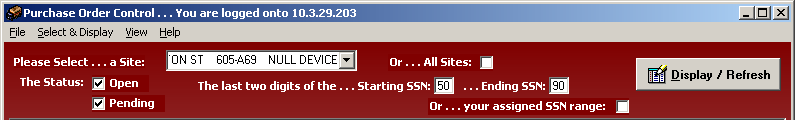 Purchase Order Control . . . You are logged onto 10.3.29.203
File Select & Display View Help
Please Select . . . a Site: ON ST 605-A69 NULL DEVICE Or . . . All Sites:
The Status: Open The last two digits of the . . . Starting SSN: 50 . . . Ending SSN: 90 Display / Refresh
Pending Or . . . your assigned SSN range: